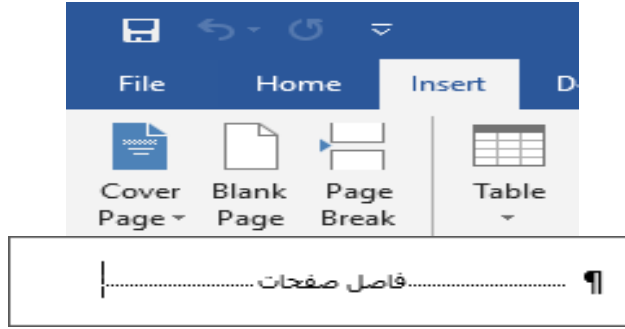 File Home Insert D
Cover Page Blank Page Page Break Table
¶ ........................فاصل صفحات........................